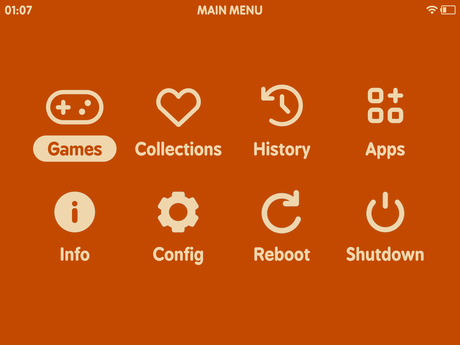 01:07 MAIN MENU
Games Collections History Apps
Info Config Reboot Shutdown